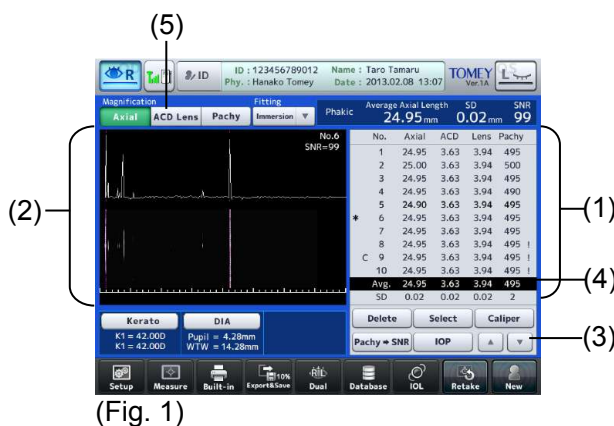 (5)
R ID ID : 123456789012 Name : Taro Tamaru TOMEY L
Phy. : Hanako Tomey Date : 2013.02.08 13:07 Ver.1A
Magnification Fitting Average Axial Length SD SNR
Axial ACD Lens Pachy Immersion ▼ Phakic 24.95 mm 0.02 mm 99
(2)
No.6
SNR=99
No. Axial ACD Lens Pachy
1 24.95 3.63 3.94 495
2 25.00 3.63 3.94 500
3 24.95 3.63 3.94 495
4 24.95 3.63 3.94 490
5 24.90 3.63 3.94 495
* 6 24.95 3.63 3.94 495
7 24.95 3.63 3.94 495
8 24.95 3.63 3.94 495 !
C 9 24.95 3.63 3.94 495 !
10 24.95 3.63 3.94 495 !
Avg. 24.95 3.63 3.94 495
SD 0.02 0.02 0.02 2
(1)
(4)
Kerato DIA
K1 = 42.00D Pupil = 4.28mm
K1 = 42.00D WTW = 14.28mm
Delete Select Caliper
Pachy ➡ SNR IOP ▲ ▼
(3)
Setup Measure Built-in 10% Export&Save R/L Dual Database IOL Retake New
(Fig. 1)